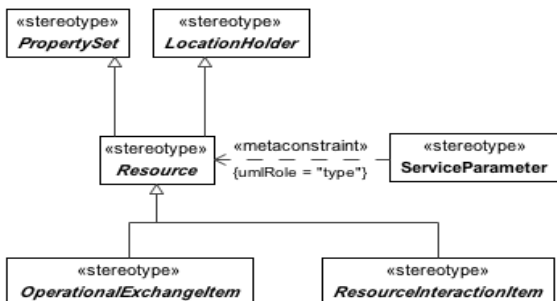 «stereotype»
PropertySet
«stereotype»
LocationHolder
«stereotype»
Resource
«metaconstraint»
{umlRole = "type"}
«stereotype»
ServiceParameter
«stereotype»
OperationalExchangeItem
«stereotype»
ResourceInteractionItem